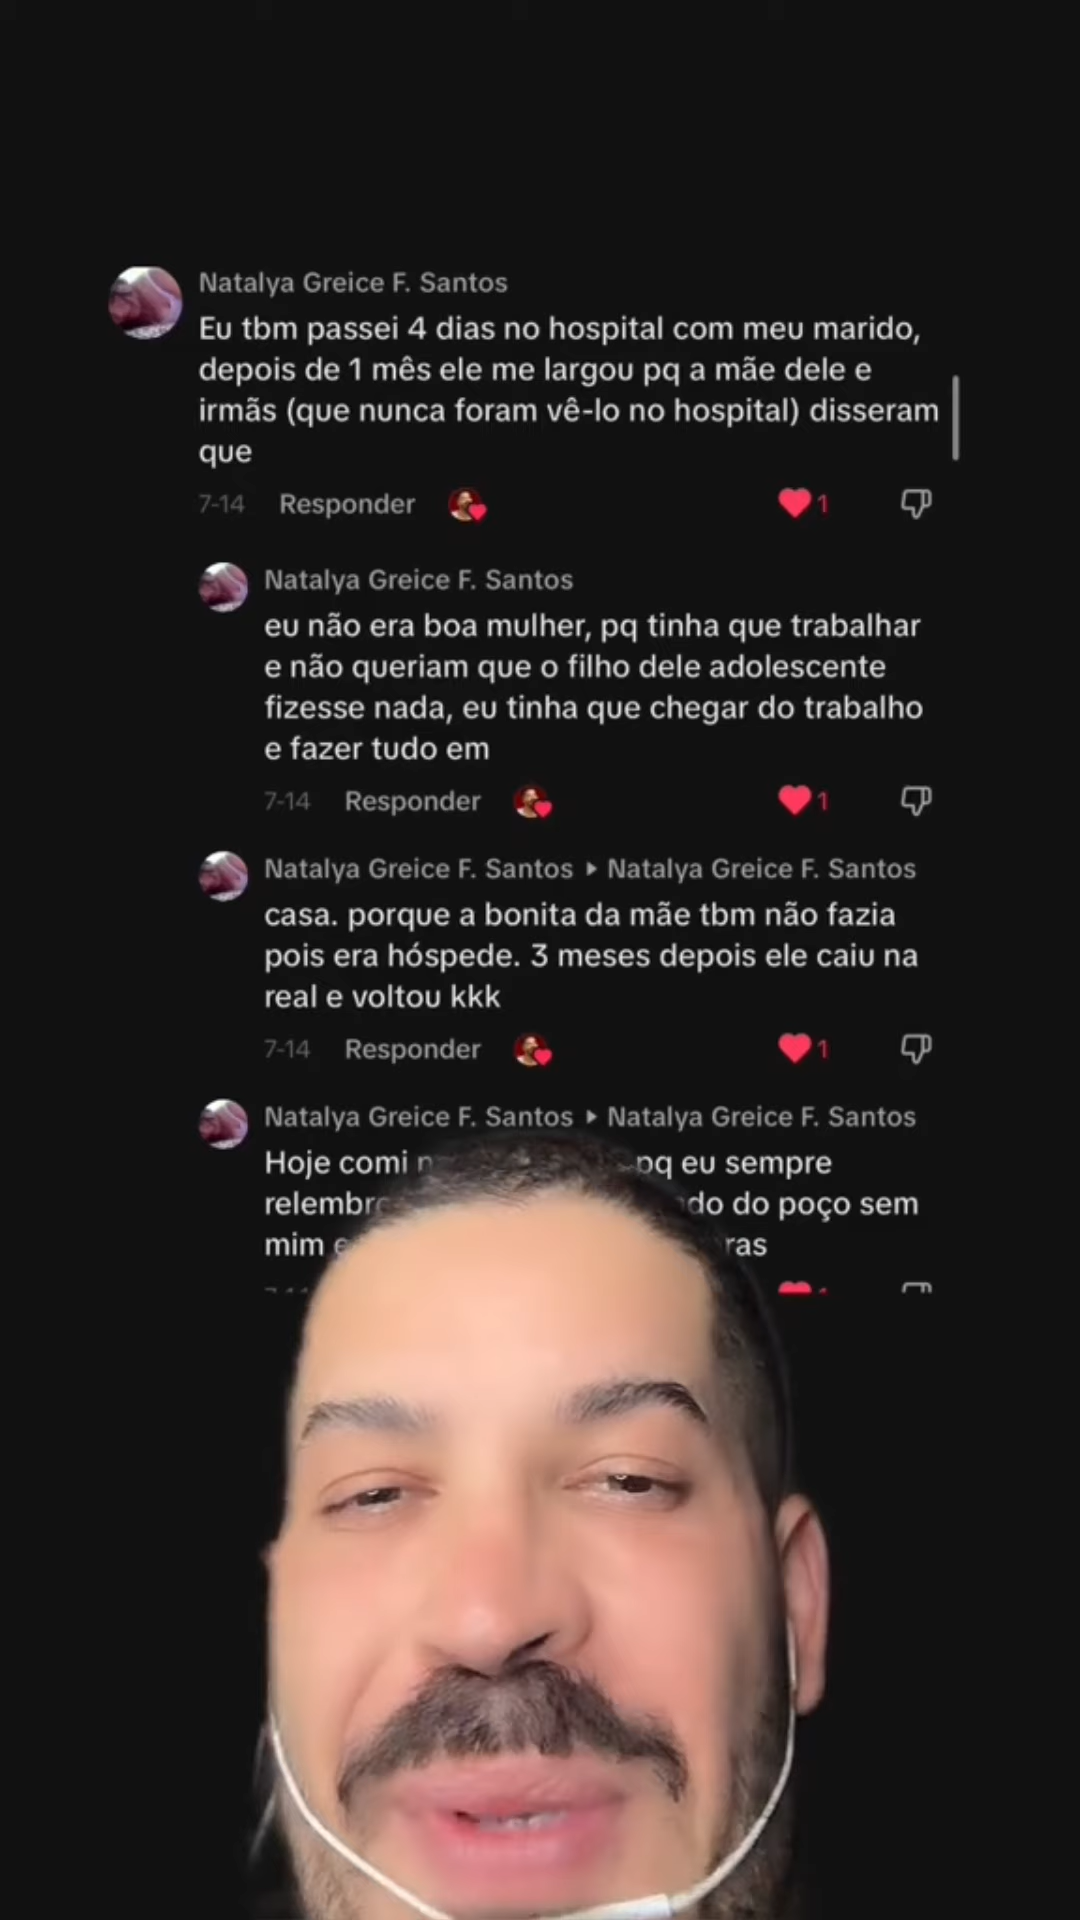 Natalya Greice F. Santos
Eu tbm passei 4 dias no hospital com meu marido,
depois de 1 mês ele me largou pq a mãe dele e
irmãs (que nunca foram vê-lo no hospital) disseram
que
7-14 Responder 1
Natalya Greice F. Santos
eu não era boa mulher, pq tinha que trabalhar
e não queriam que o filho dele adolescente
fizesse nada, eu tinha que chegar do trabalho
e fazer tudo em
7-14 Responder 1
Natalya Greice F. Santos Natalya Greice F. Santos
casa. porque a bonita da mãe tbm não fazia
pois era hóspede. 3 meses depois ele caiu na
real e voltou kkk
7-14 Responder 1
Natalya Greice F. Santos Natalya Greice F. Santos
Hoje comi pq eu sempre
do poço sem
mim